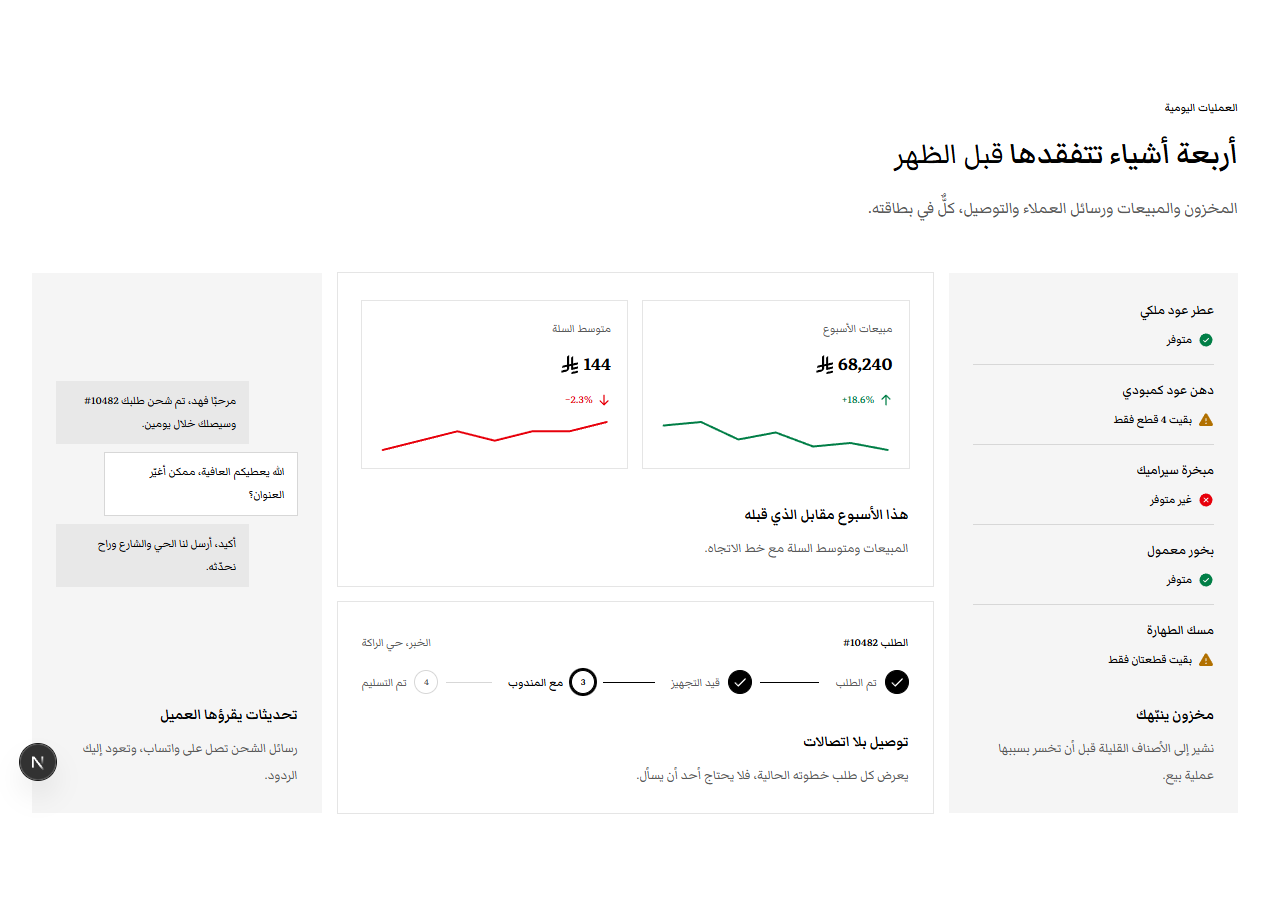 العمليات اليومية
أربعة أشياء تتفقدها قبل الظهر
المخزون والمبيعات ورسائل العملاء والتوصيل، كلٌّ في بطاقته.
عطر عود ملكي
متوفر
دهن عود كمبودي
بقيت 4 قطع فقط
مبخرة سيراميك
غير متوفر
بخور معمول
متوفر
مسك الطهارة
بقيت قطعتان فقط
مخزون ينبّهك
نشير إلى الأصناف القليلة قبل أن تخسر بسببها
عملية بيع.
مبيعات الأسبوع
68,240
+18.6%
متوسط السلة
144
−2.3%
هذا الأسبوع مقابل الذي قبله
المبيعات ومتوسط السلة مع خط الاتجاه.
الطلب 10482#
الخبر، حي الراكة
تم الطلب
قيد التجهيز
3 مع المندوب
4 تم التسليم
توصيل بلا اتصالات
يعرض كل طلب خطوته الحالية، فلا يحتاج أحد أن يسأل.
مرحبًا فهد، تم شحن طلبك 10482#
وسيصلك خلال يومين.
الله يعطيكم العافية، ممكن أغيّر
العنوان؟
أكيد، أرسل لنا الحي والشارع وراح
نحدّثه.
تحديثات يقرؤها العميل
رسائل الشحن تصل على واتساب، وتعود إليك
الردود.
N